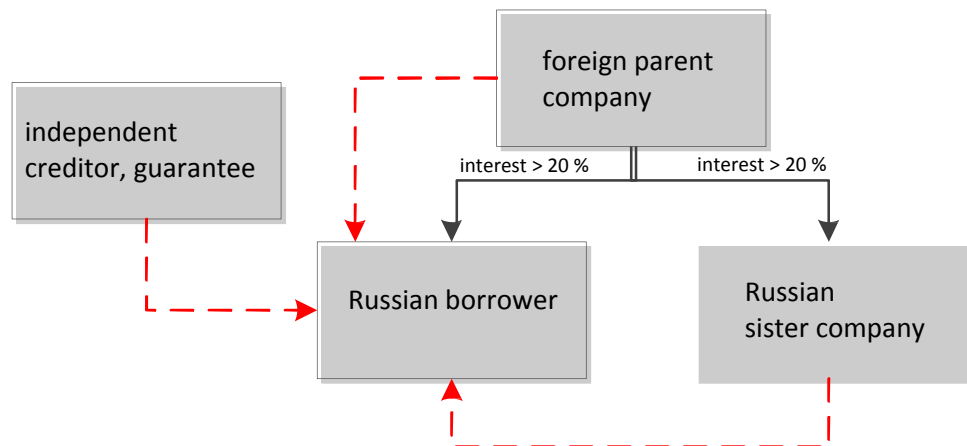 foreign parent
company
independent
creditor, guarantee
interest > 20 %
interest > 20 %
Russian borrower
Russian
sister company